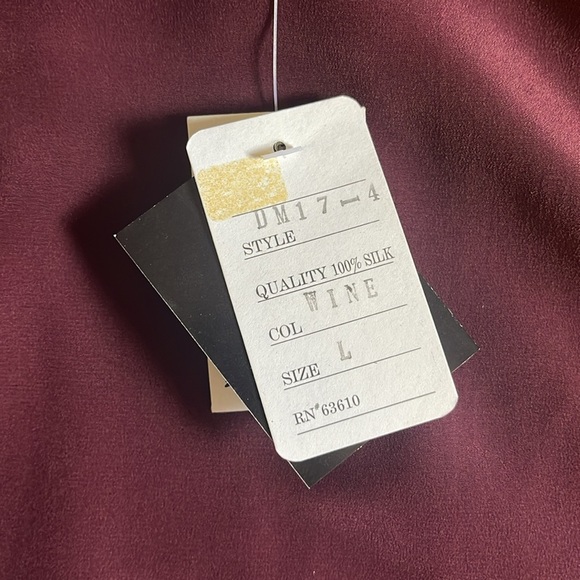 DM17-4
STYLE
QUALITY 100% SILK
WINE
COL
L
SIZE
RN#63610